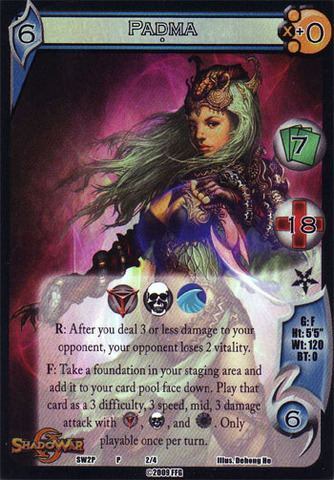 6
PADMA
X+0
7
18
R: After you deal 3 or less damage to your
opponent, your opponent loses 2 vitality.
F: Take a foundation in your staging area and
add it to your card pool face down. Play that
card as a 3 difficulty, 3 speed, mid, 3 damage
attack with , , and . Only
playable once per turn.
G: F
Ht: 5'5"
Wt: 120
BT: 0
6
SHADOWAR
SW2P P 2/4 Illus. Dehong He
©2009 FFG